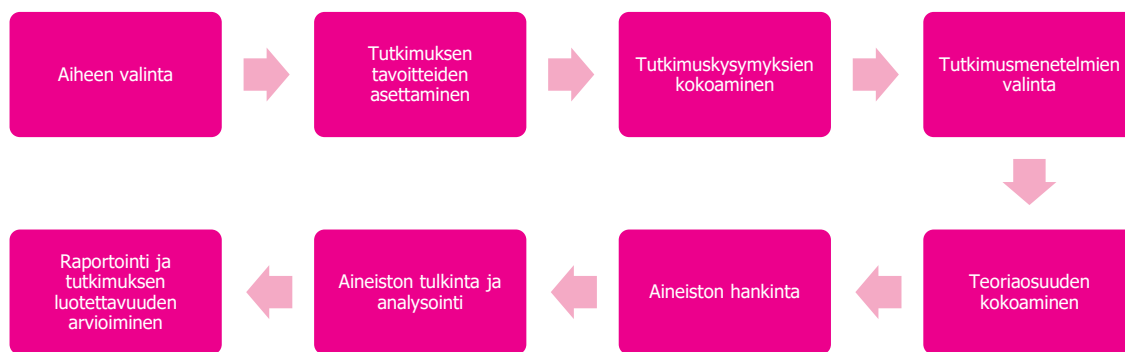 Aiheen valinta
Tutkimuksen
tavoitteiden
asettaminen
Tutkimuskysymyksien
kokoaminen
Tutkimusmenetelmien
valinta
Teoriaosuuden
kokoaminen
Aineiston hankinta
Aineiston tulkinta ja
analysointi
Raportointi ja
tutkimuksen
luotettavuuden
arvioiminen